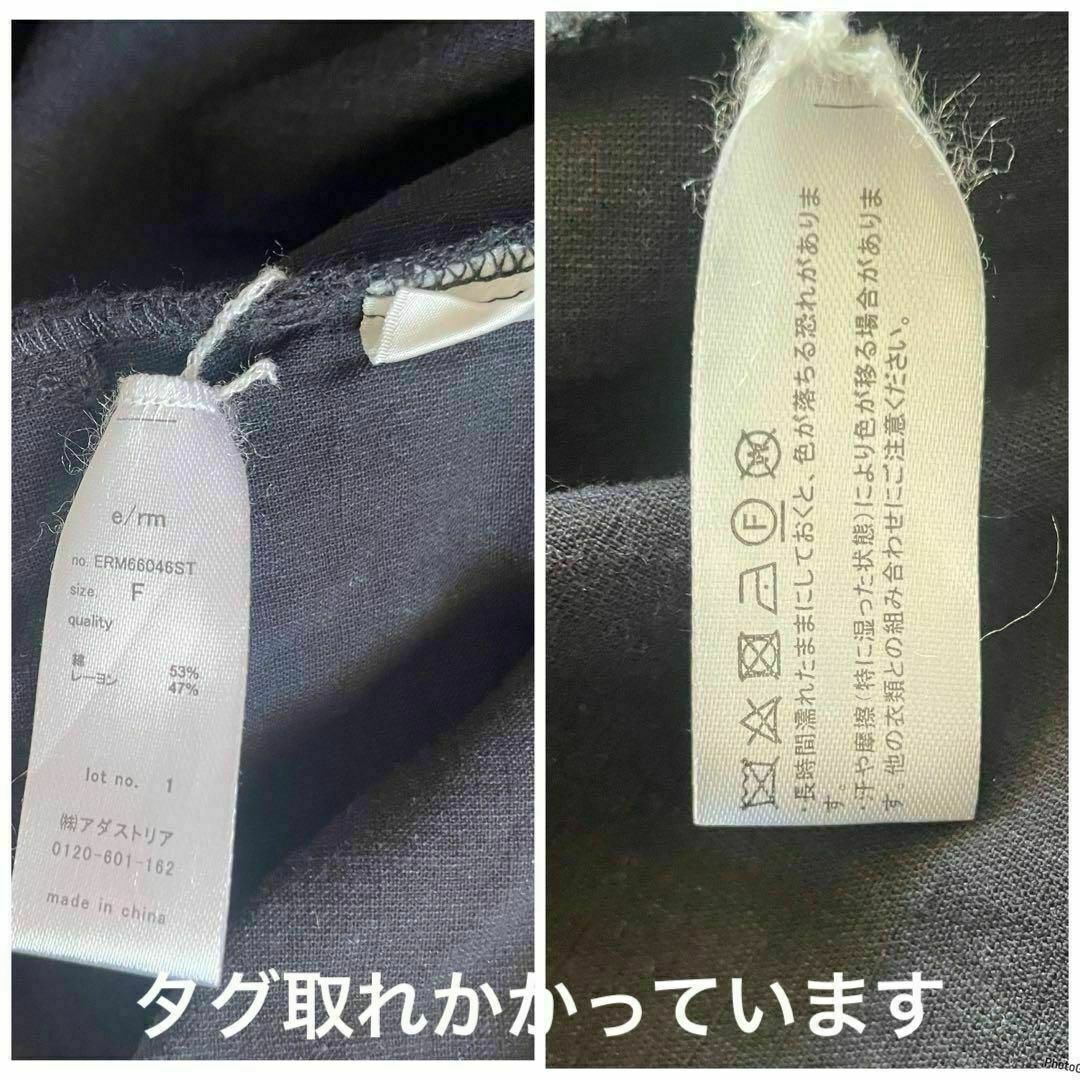 e/rm
no. ERM66046ST
size. F
quality
綿 53%
レーヨン 47%
lot no. 1
㈱アダストリア
0120-601-162
made in china
・長時間濡れたままにしておくと、色が落ちる恐れがありま
す。
・汗や摩擦(特に湿った状態)により色が移る場合がありま
す。他の衣類との組み合わせにご注意ください。
F
タグ取れかかっています